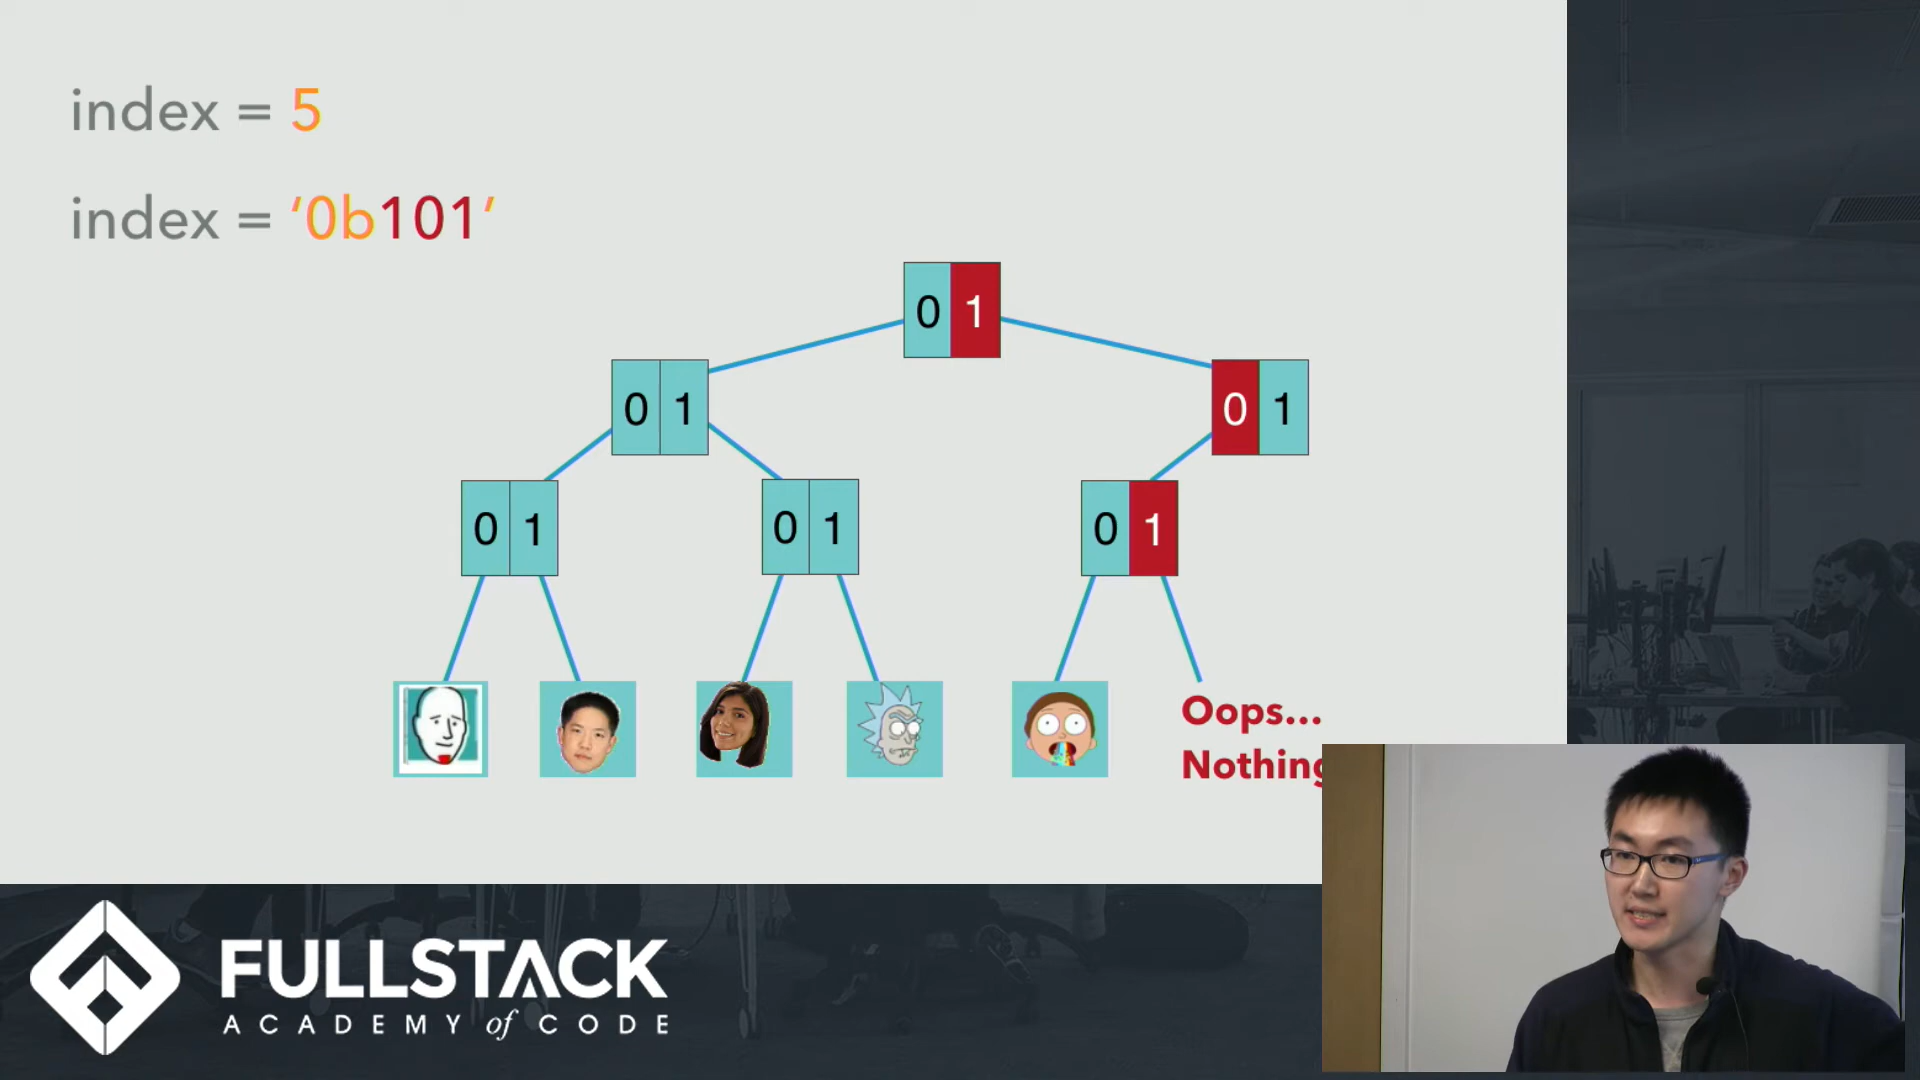 index = 5
index = ‘0b101‘
0 1
0 1
0 1
0 1
0 1
0 1
Oops...
Nothing
FULLSTACK
ACADEMY of CODE